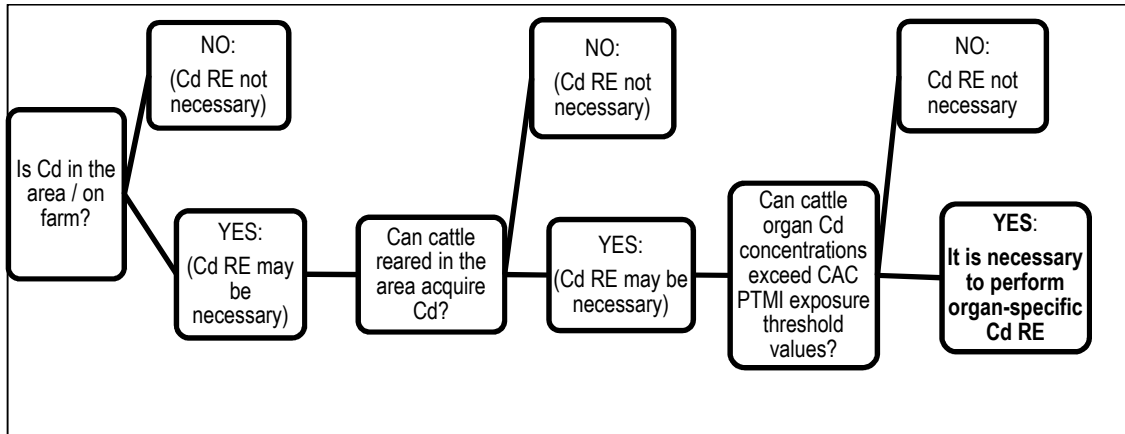 Is Cd in the
area / on
farm?
NO:
(Cd RE not
necessary)
YES:
(Cd RE may
be
necessary)
Can cattle
reared in the
area acquire
Cd?
NO:
(Cd RE not
necessary)
YES:
(Cd RE may be
necessary)
Can cattle
organ Cd
concentrations
exceed CAC
PTMI exposure
threshold
values?
NO:
Cd RE not
necessary
YES:
It is necessary
to perform
organ-specific
Cd RE